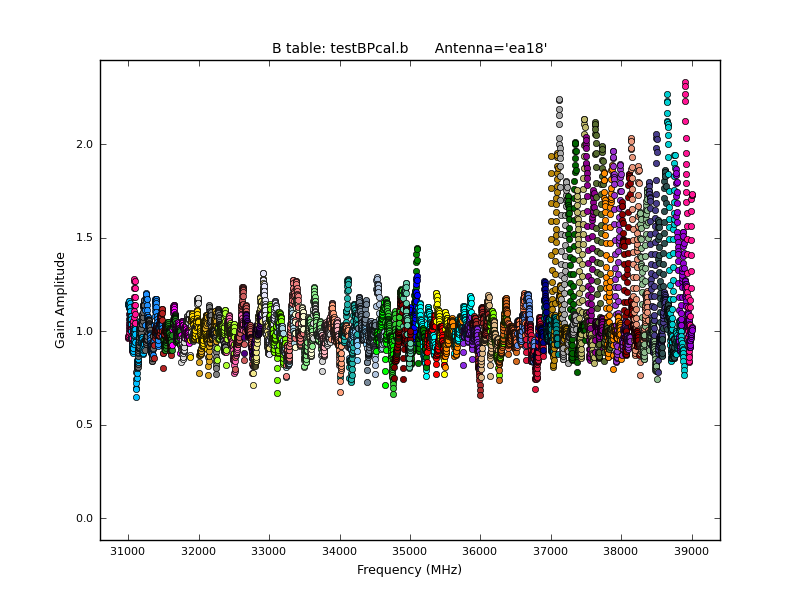 B table: testBPcal.b      Antenna='ea18'
2.0
1.5
1.0
0.5
0.0
Gain Amplitude
31000 32000 33000 34000 35000 36000 37000 38000 39000
Frequency (MHz)